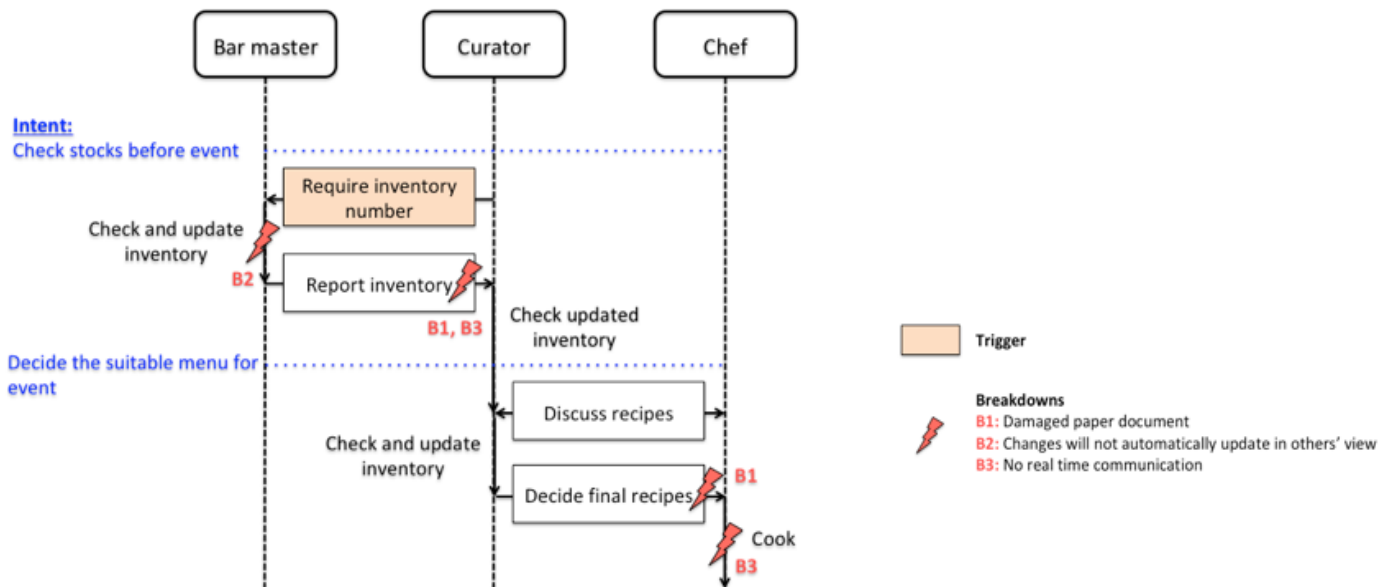 Bar master
Curator
Chef
Intent:
Check stocks before event
Require inventory
number
Check and update
inventory
B2
Report inventory
B1, B3
Check updated
inventory
Decide the suitable menu for
event
Discuss recipes
Check and update
inventory
Decide final recipes
B1
Cook
B3
Trigger
Breakdowns
B1: Damaged paper document
B2: Changes will not automatically update in others' view
B3: No real time communication